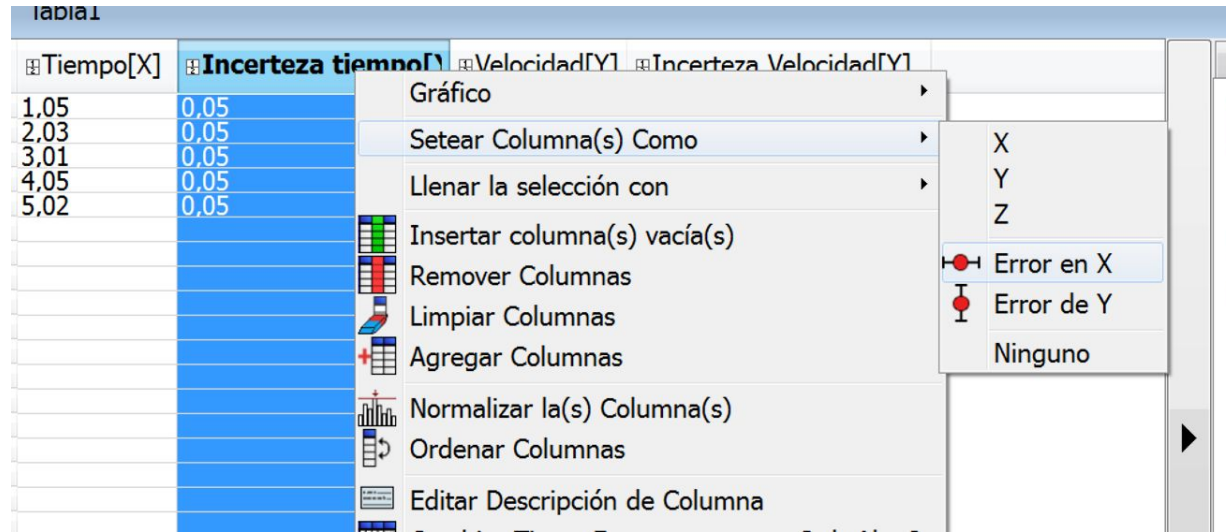 Tabla1
Tiempo[X] Incerteza tiempo[Y Velocidad[Y] Incerteza Velocidad[Y]
1,05 0,05
2,03 0,05
3,01 0,05
4,05 0,05
5,02 0,05
Gráfico
Setear Columna(s) Como
Llenar la selección con
Insertar columna(s) vacía(s)
Remover Columnas
Limpiar Columnas
Agregar Columnas
Normalizar la(s) Columna(s)
Ordenar Columnas
Editar Descripción de Columna
X
Y
Z
Error en X
Error de Y
Ninguno